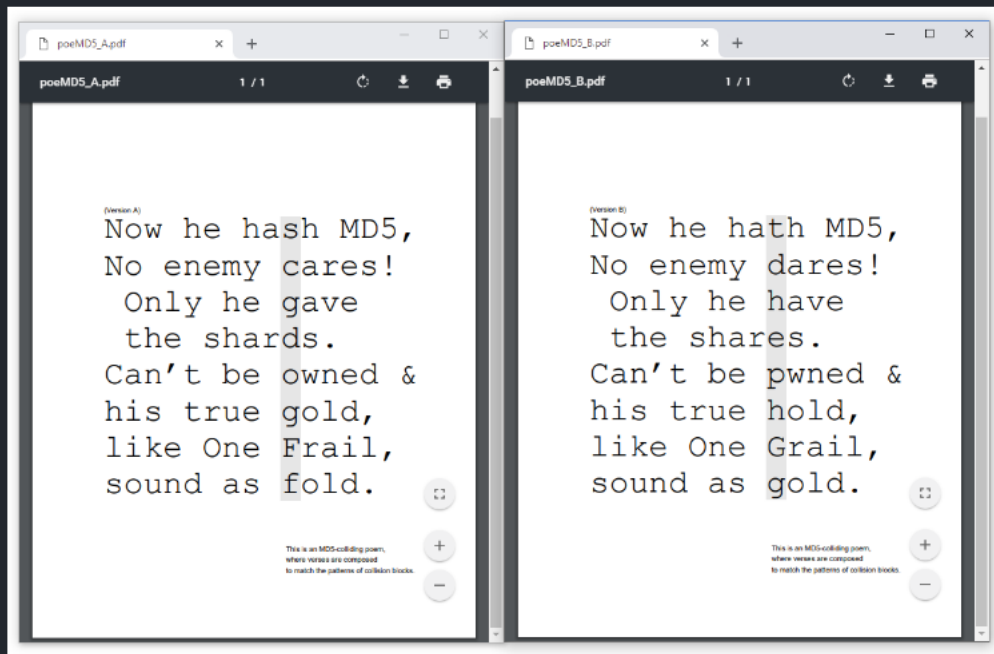 poeMD5_A.pdf
poeMD5_A.pdf
1 / 1
(Version A)
Now he hash MD5,
No enemy cares!
Only he gave
the shards.
Can't be owned &
his true gold,
like One Frail,
sound as fold.
This is an MD5-colliding poem,
where verses are composed
to match the patterns of collision blocks.
poeMD5_B.pdf
poeMD5_B.pdf
1 / 1
(Version B)
Now he hath MD5,
No enemy dares!
Only he have
the shares.
Can't be pwned &
his true hold,
like One Grail,
sound as gold.
This is an MD5-colliding poem,
where verses are composed
to match the patterns of collision blocks.